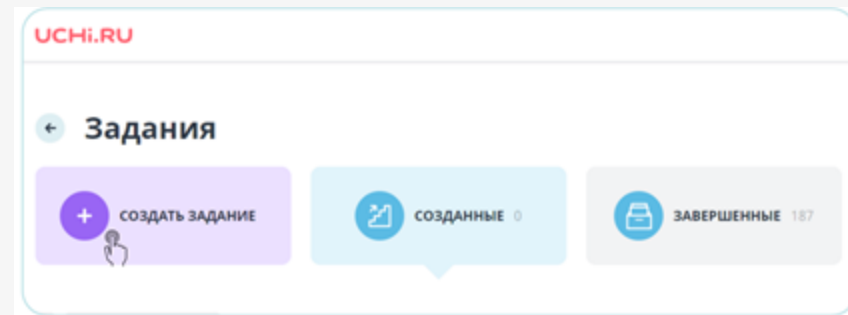 UCHi.RU
Задания
СОЗДАТЬ ЗАДАНИЕ
СОЗДАННЫЕ 0
ЗАВЕРШЕННЫЕ 187